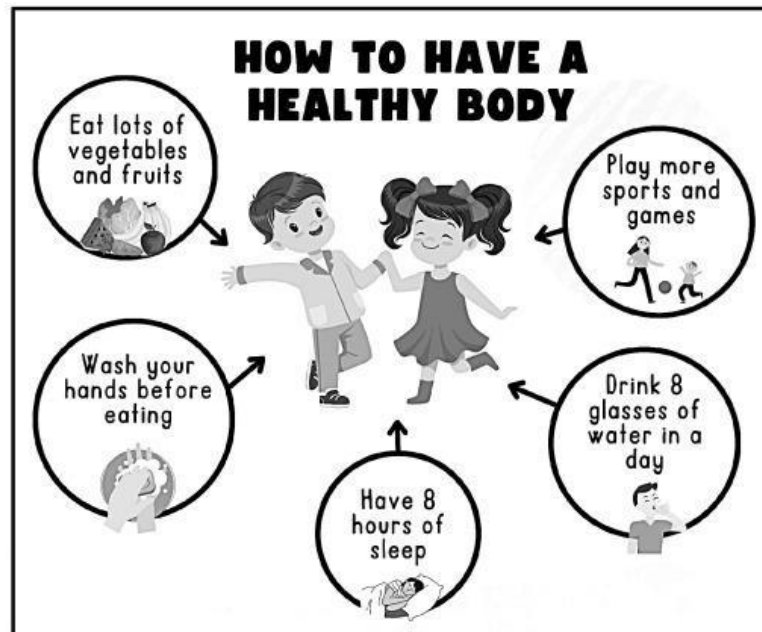 HOW TO HAVE A
HEALTHY BODY
Eat lots of
vegetables
and fruits
Play more
sports and
games
Wash your
hands before
eating
Drink 8
glasses of
water in a
day
Have 8
hours of
sleep